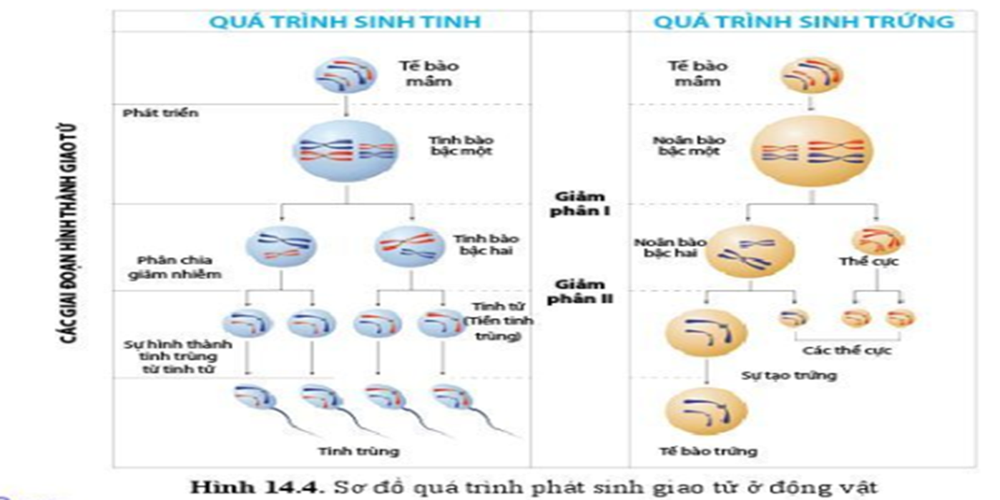 QUÁ TRÌNH SINH TINH
QUÁ TRÌNH SINH TRỨNG
CÁC GIAI ĐOẠN HÌNH THÀNH GIAO TỬ
Tế bào
mầm
Tế bào
mầm
Phát triển
Tinh bào
bậc một
Noãn bào
bậc một
Giảm
phân I
Tinh bào
bậc hai
Noãn bào
bậc hai
Thể cực
Phân chia
giảm nhiễm
Giảm
phân II
Tinh tử
(Tiền tinh
trùng)
Sự hình thành
tinh trùng
từ tinh tử
Các thể cực
Sự tạo trứng
Tinh trùng
Tế bào trứng
Hình 14.4. Sơ đồ quá trình phát sinh giao tử ở động vật